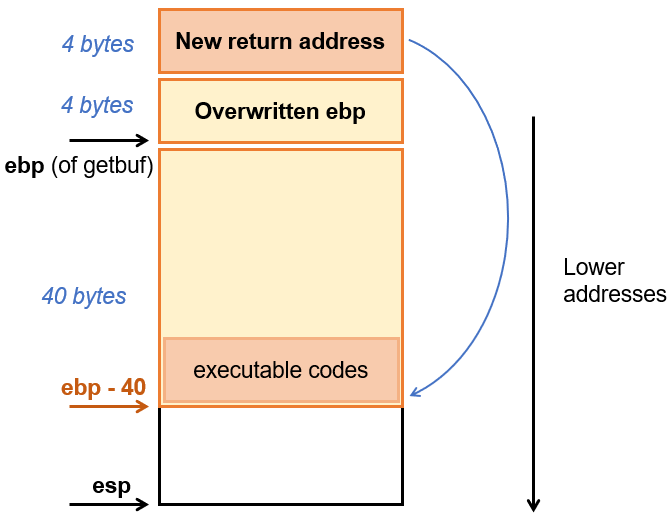 4 bytes
New return address
4 bytes
Overwritten ebp
ebp (of getbuf)
Lower
addresses
40 bytes
executable codes
ebp - 40
esp